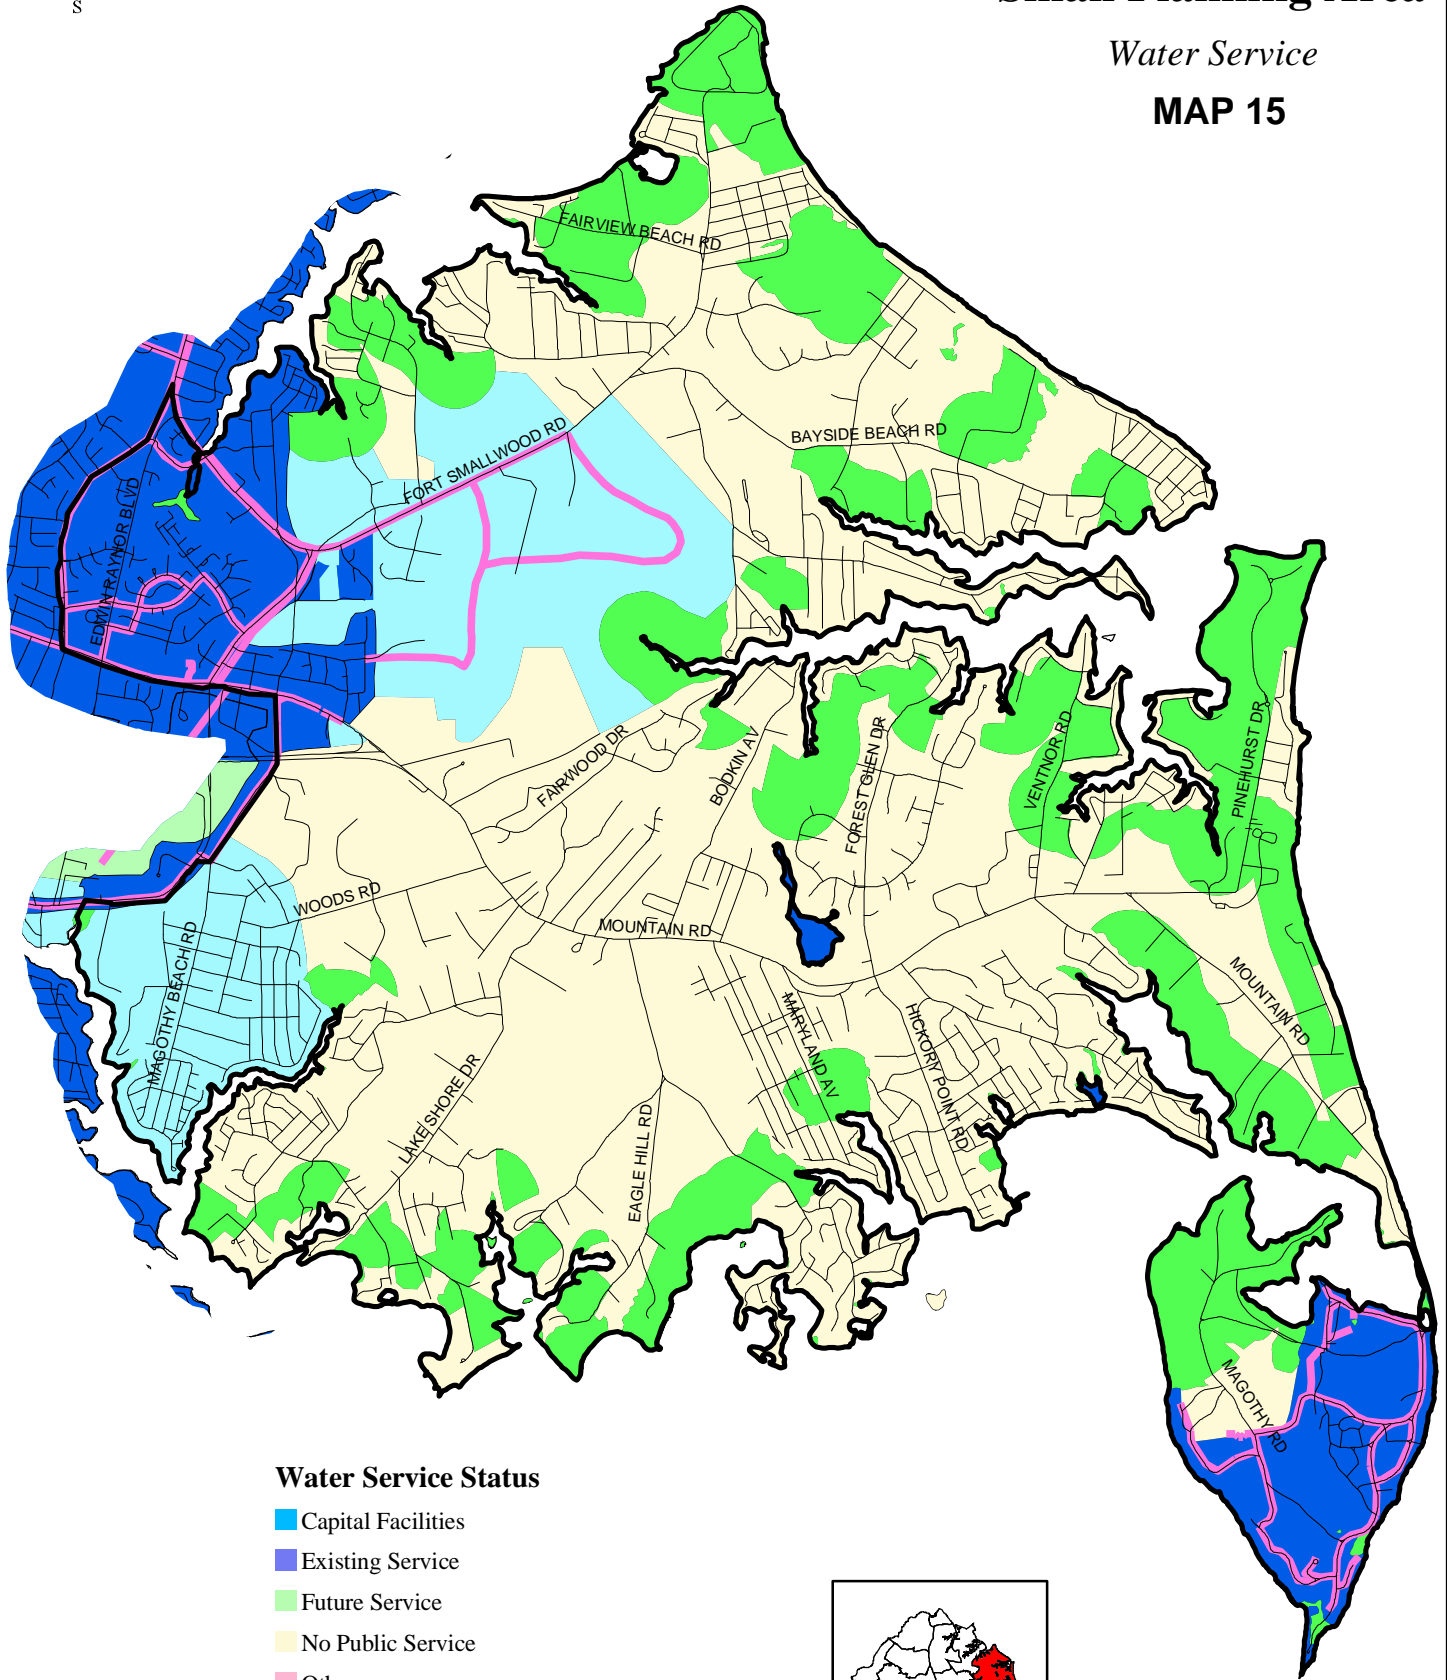 S
Water Service
MAP 15
FAIRVIEW BEACH RD
FORT SMALLWOOD RD
BAYSIDE BEACH RD
EDWIN RAYNOR BLVD
FAIRWOOD DR
BODKIN AV
FOREST GLEN DR
VENTNOR RD
PINEHURST DR
WOODS RD
MOUNTAIN RD
MAGOTHY BEACH RD
MOUNTAIN RD
MARYLAND AV
HICKORY POINT RD
LAKE SHORE DR
EAGLE HILL RD
MAGOTHY RD
Water Service Status
Capital Facilities
Existing Service
Future Service
No Public Service